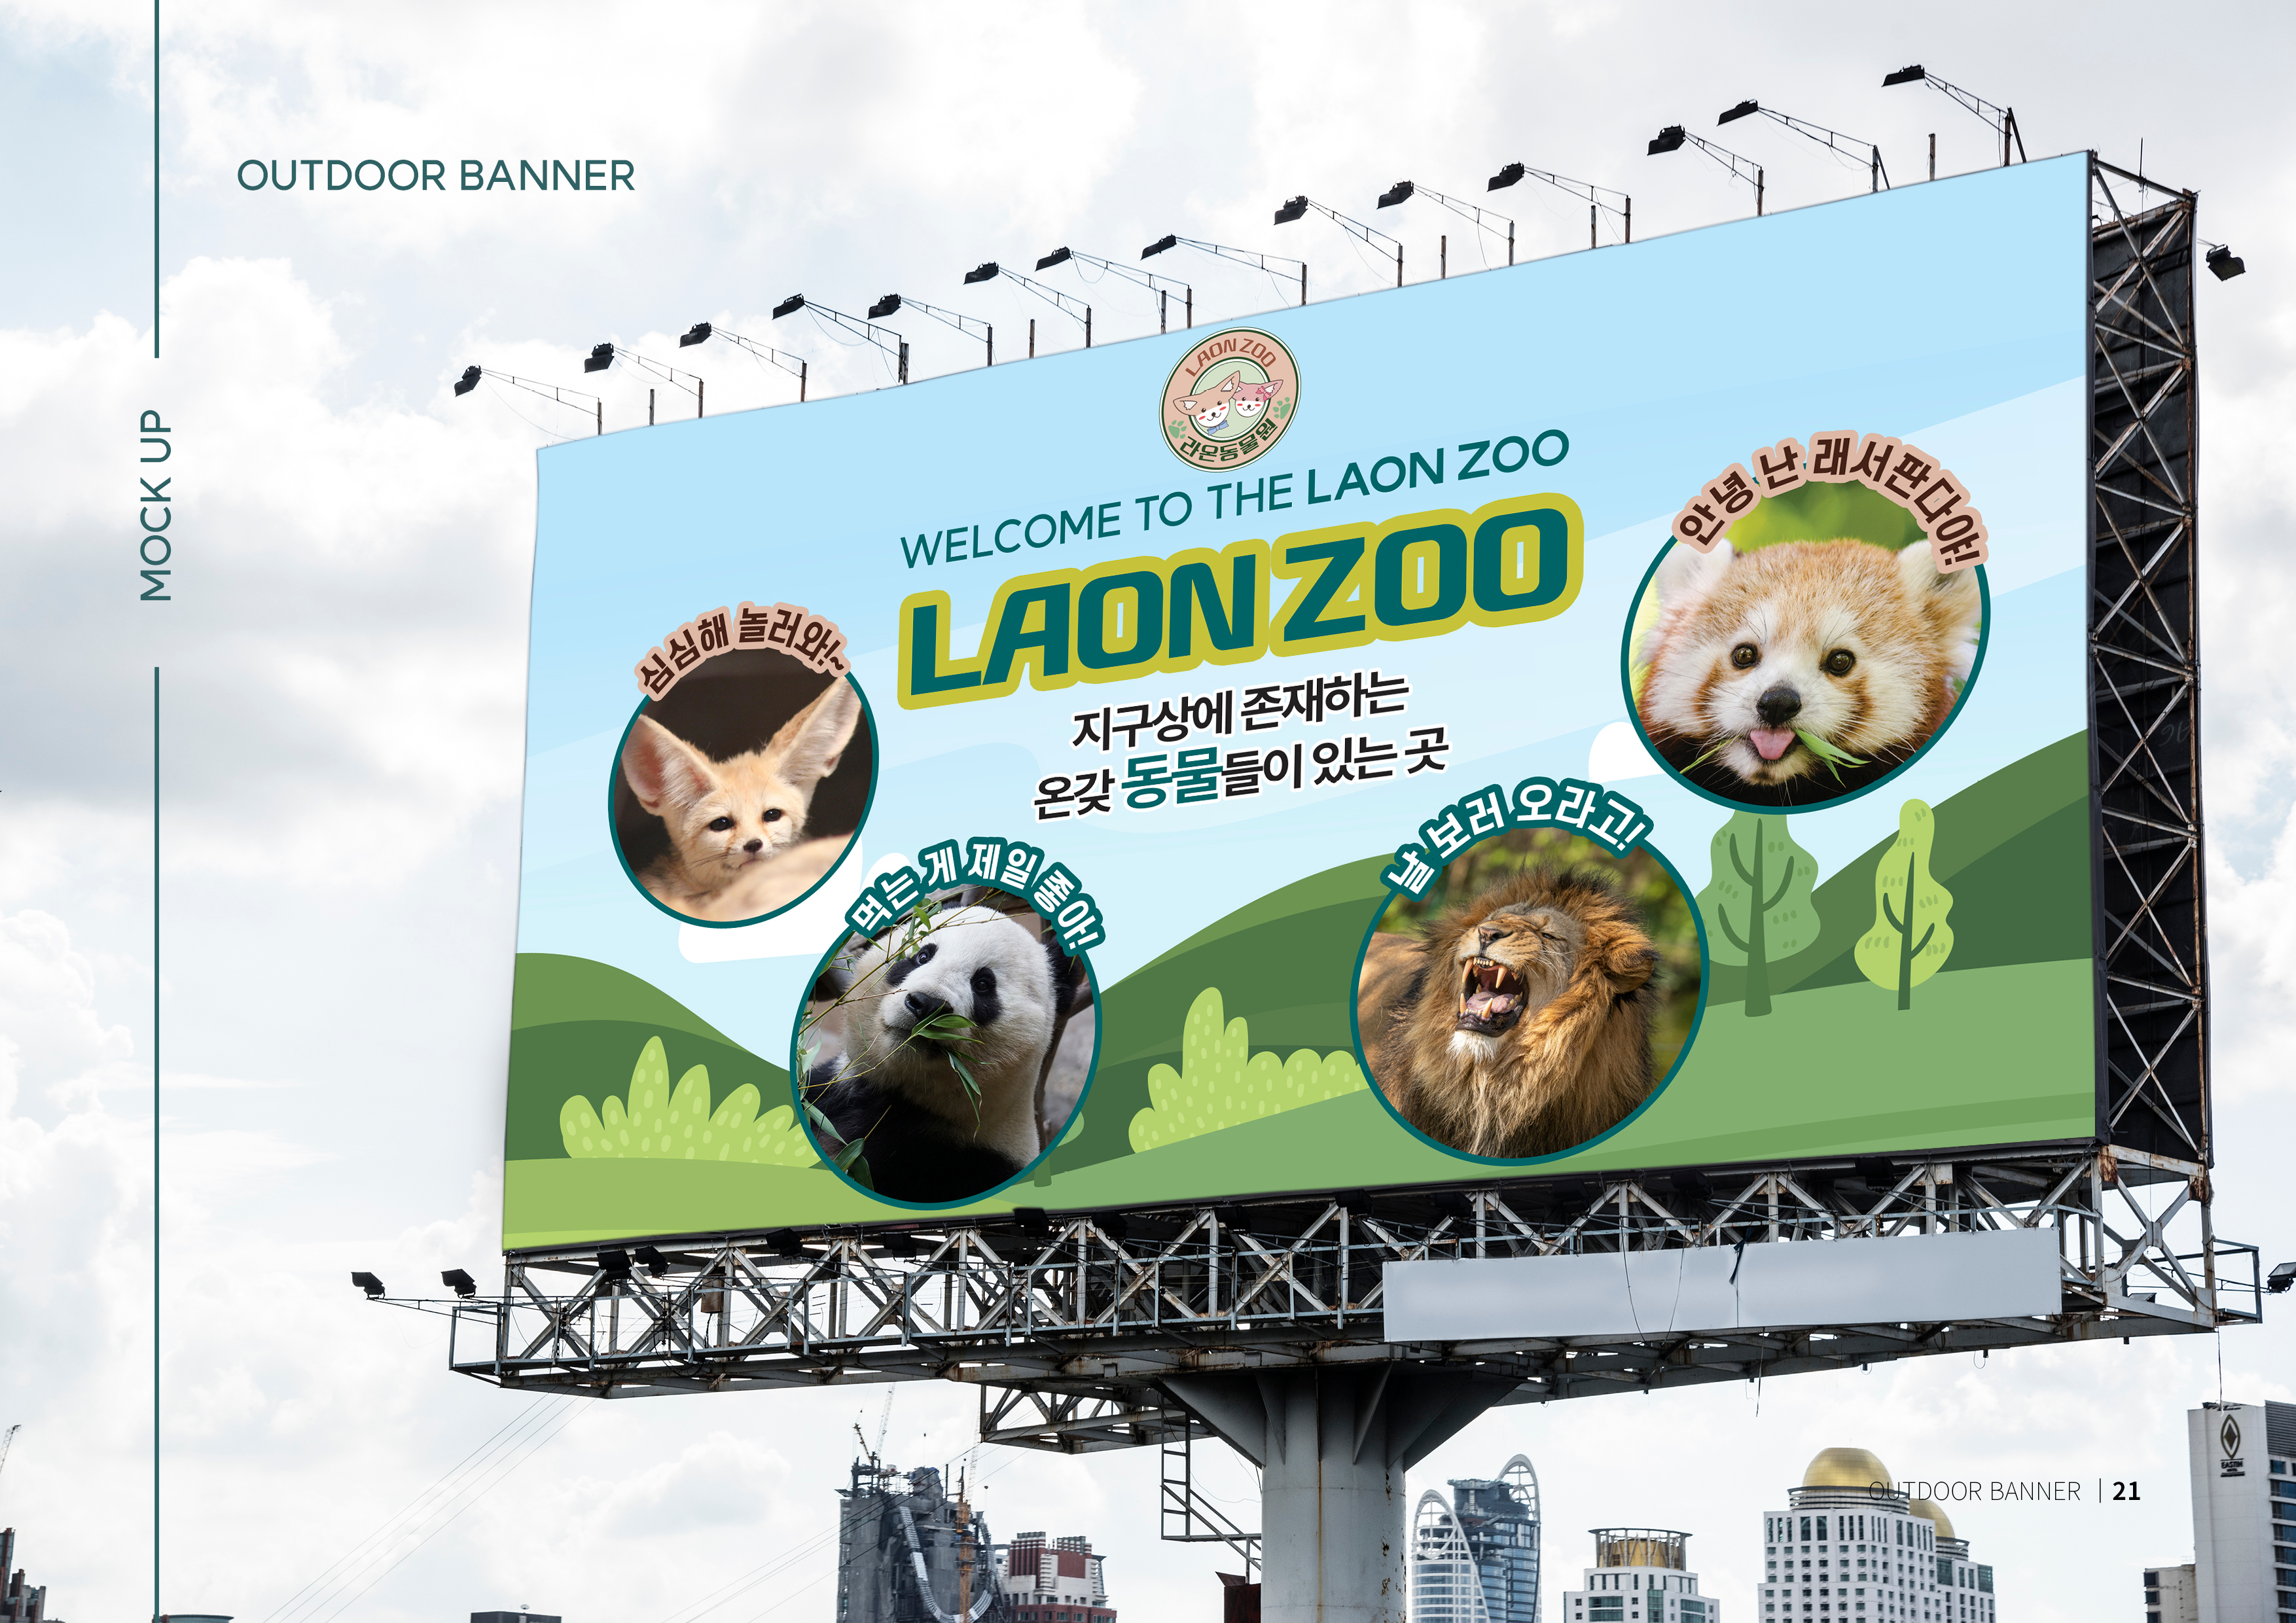 OUTDOOR BANNER
MOCK UP
LAON ZOO
라온동물원
WELCOME TO THE LAON ZOO
LAON ZOO
지구상에 존재하는
온갖 동물들이 있는 곳
심심해 놀러와!~
먹는 게 제일 좋아!
날 보러 오라고!
안녕 난 래서판다야!
EASTIN
OUTDOOR BANNER | 21